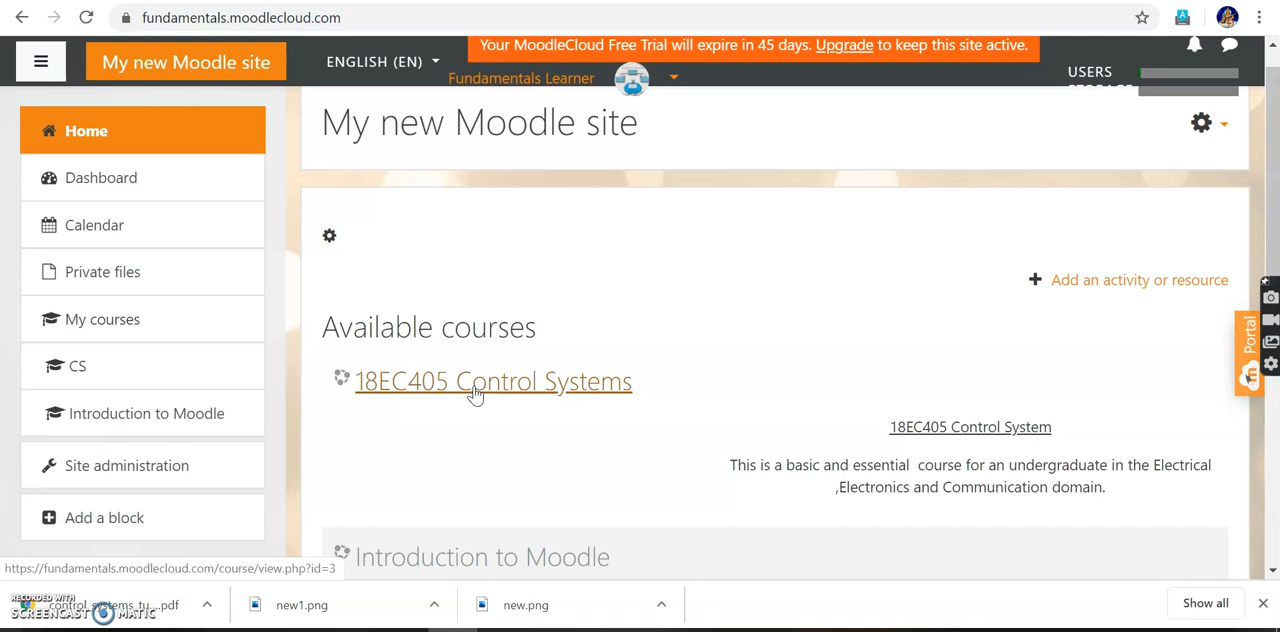 fundamentals.moodlecloud.com
My new Moodle site
ENGLISH (EN)
Your MoodleCloud Free Trial will expire in 45 days. Upgrade to keep this site active.
Fundamentals Learner
USERS
Home
Dashboard
Calendar
Private files
My courses
CS
Introduction to Moodle
Site administration
Add a block
My new Moodle site
Add an activity or resource
Available courses
18EC405 Control Systems
18EC405 Control System
This is a basic and essential course for an undergraduate in the Electrical
,Electronics and Communication domain.
Introduction to Moodle
Portal
https://fundamentals.moodlecloud.com/course/view.php?id=3
control_systems_tu....pdf
new1.png
new.png
Show all
RECORDED WITH
SCREENCAST MATIC